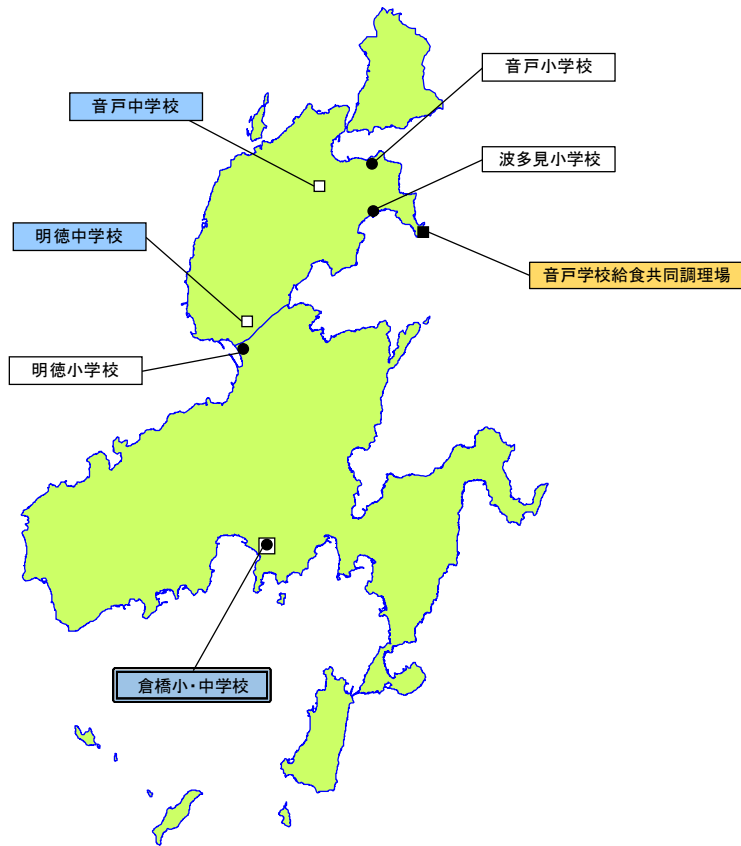 音戸小学校
音戸中学校
波多見小学校
明徳中学校
音戸学校給食共同調理場
明徳小学校
倉橋小・中学校